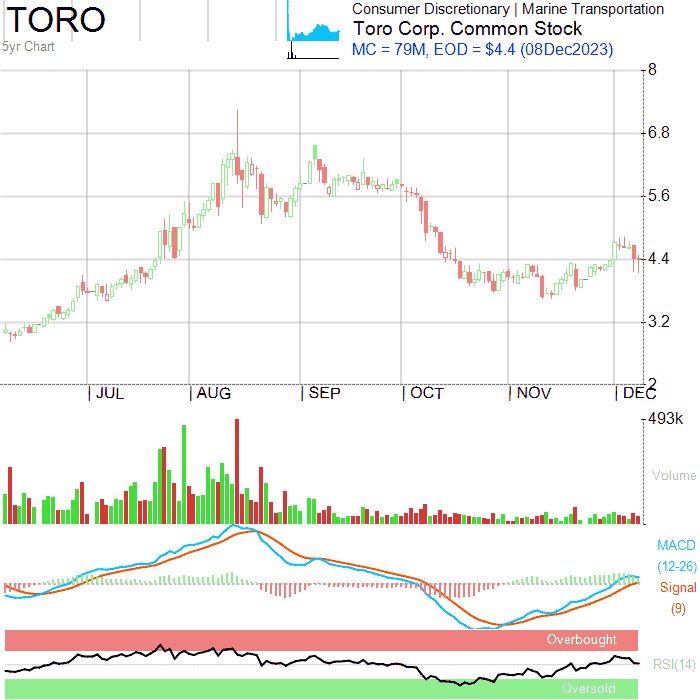 TORO
5yr Chart
Consumer Discretionary | Marine Transportation
Toro Corp. Common Stock
MC = 79M, EOD = $4.4 (08Dec2023)
8
6.8
5.6
4.4
3.2
2
JUL AUG SEP OCT NOV DEC
493k
Volume
MACD
(12-26)
Signal
(9)
Overbought
RSI(14)
Oversold